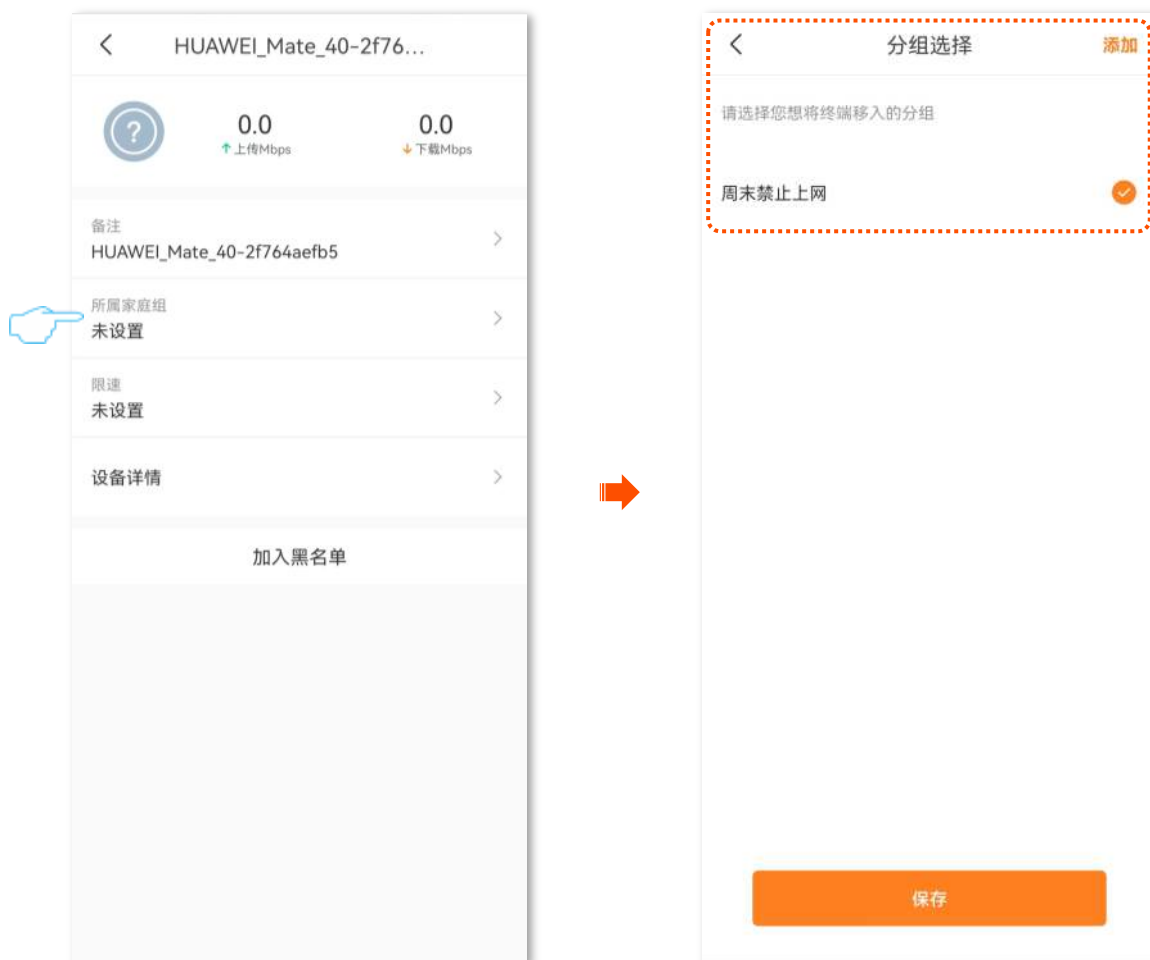 HUAWEI_Mate_40-2f76...
0.0
上传Mbps
0.0
下载Mbps
备注
HUAWEI_Mate_40-2f764aefb5
所属家庭组
未设置
限速
未设置
设备详情
加入黑名单
分组选择
添加
请选择您想将终端移入的分组
周末禁止上网
保存